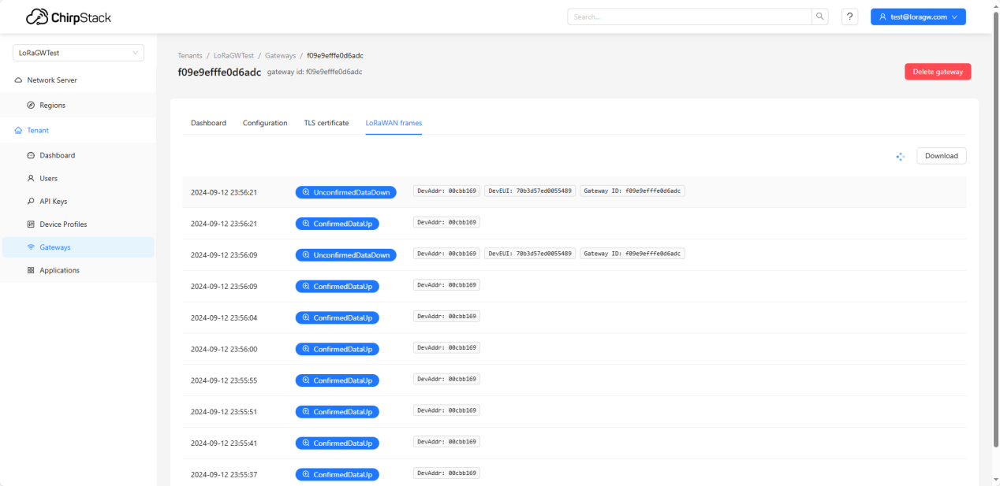 ChirpStack
Search...
?
test@loragw.com
LoRaGWTest
Network Server
Regions
Tenant
Dashboard
Users
API Keys
Device Profiles
Gateways
Applications
Tenants / LoRaGWTest / Gateways / f09e9efffe0d6adc
f09e9efffe0d6adc gateway id: f09e9efffe0d6adc
Delete gateway
Dashboard Configuration TLS certificate LoRaWAN frames
Download
2024-09-12 23:56:21 UnconfirmedDataDown DevAddr: 00cbb169 DevEUI: 70b3d57ed0055489 Gateway ID: f09e9efffe0d6adc
2024-09-12 23:56:21 ConfirmedDataUp DevAddr: 00cbb169
2024-09-12 23:56:09 UnconfirmedDataDown DevAddr: 00cbb169 DevEUI: 70b3d57ed0055489 Gateway ID: f09e9efffe0d6adc
2024-09-12 23:56:09 ConfirmedDataUp DevAddr: 00cbb169
2024-09-12 23:56:04 ConfirmedDataUp DevAddr: 00cbb169
2024-09-12 23:56:00 ConfirmedDataUp DevAddr: 00cbb169
2024-09-12 23:55:55 ConfirmedDataUp DevAddr: 00cbb169
2024-09-12 23:55:51 ConfirmedDataUp DevAddr: 00cbb169
2024-09-12 23:55:41 ConfirmedDataUp DevAddr: 00cbb169
2024-09-12 23:55:37 ConfirmedDataUp DevAddr: 00cbb169